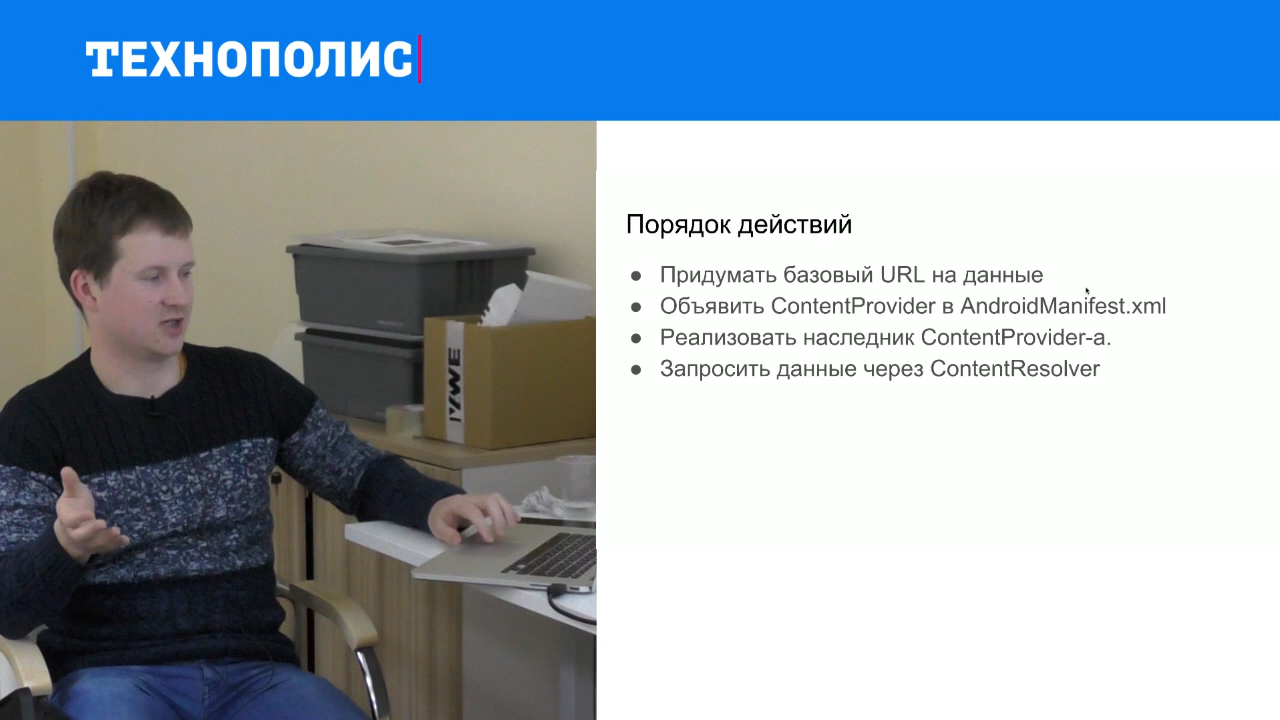 ТЕХНОПОЛИС
Порядок действий
● Придумать базовый URL на данные
● Объявить ContentProvider в AndroidManifest.xml
● Реализовать наследник ContentProvider-а.
● Запросить данные через ContentResolver